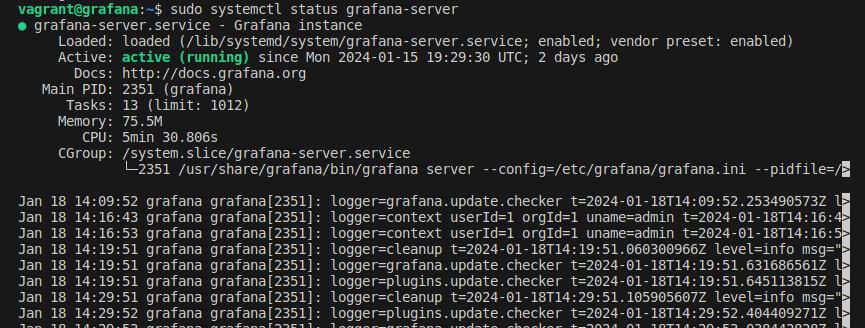 vagrant@grafana:~$ sudo systemctl status grafana-server
● grafana-server.service - Grafana instance
Loaded: loaded (/lib/systemd/system/grafana-server.service; enabled; vendor preset: enabled)
Active: active (running) since Mon 2024-01-15 19:29:30 UTC; 2 days ago
Docs: http://docs.grafana.org
Main PID: 2351 (grafana)
Tasks: 13 (limit: 1012)
Memory: 75.5M
CPU: 5min 30.806s
CGroup: /system.slice/grafana-server.service
└─2351 /usr/share/grafana/bin/grafana server --config=/etc/grafana/grafana.ini --pidfile=/>
Jan 18 14:09:52 grafana grafana[2351]: logger=grafana.update.checker t=2024-01-18T14:09:52.253490573Z l>
Jan 18 14:16:43 grafana grafana[2351]: logger=context userId=1 orgId=1 uname=admin t=2024-01-18T14:16:4>
Jan 18 14:16:53 grafana grafana[2351]: logger=context userId=1 orgId=1 uname=admin t=2024-01-18T14:16:5>
Jan 18 14:19:51 grafana grafana[2351]: logger=cleanup t=2024-01-18T14:19:51.060300966Z level=info msg=">
Jan 18 14:19:51 grafana grafana[2351]: logger=grafana.update.checker t=2024-01-18T14:19:51.631686561Z l>
Jan 18 14:19:51 grafana grafana[2351]: logger=plugins.update.checker t=2024-01-18T14:19:51.645113815Z l>
Jan 18 14:29:51 grafana grafana[2351]: logger=cleanup t=2024-01-18T14:29:51.105905607Z level=info msg=">
Jan 18 14:29:52 grafana grafana[2351]: logger=plugins.update.checker t=2024-01-18T14:29:52.404409271Z l>
Jan 18 14:29:53 grafana grafana[2351]: logger=grafana.update.checker